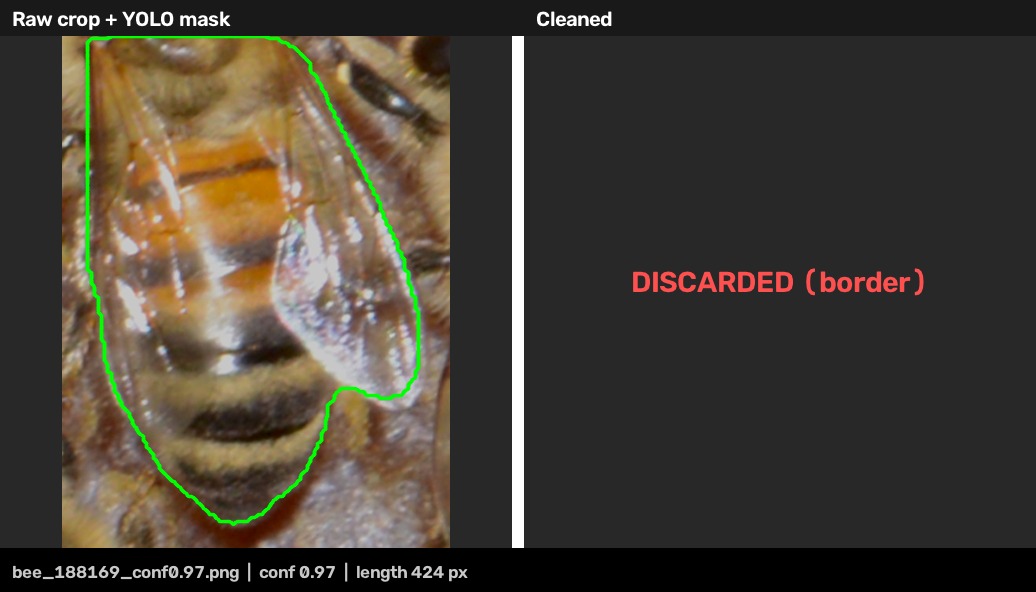 Raw crop + YOLO mask
Cleaned
DISCARDED (border)
bee_188169_conf0.97.png | conf 0.97 | length 424 px